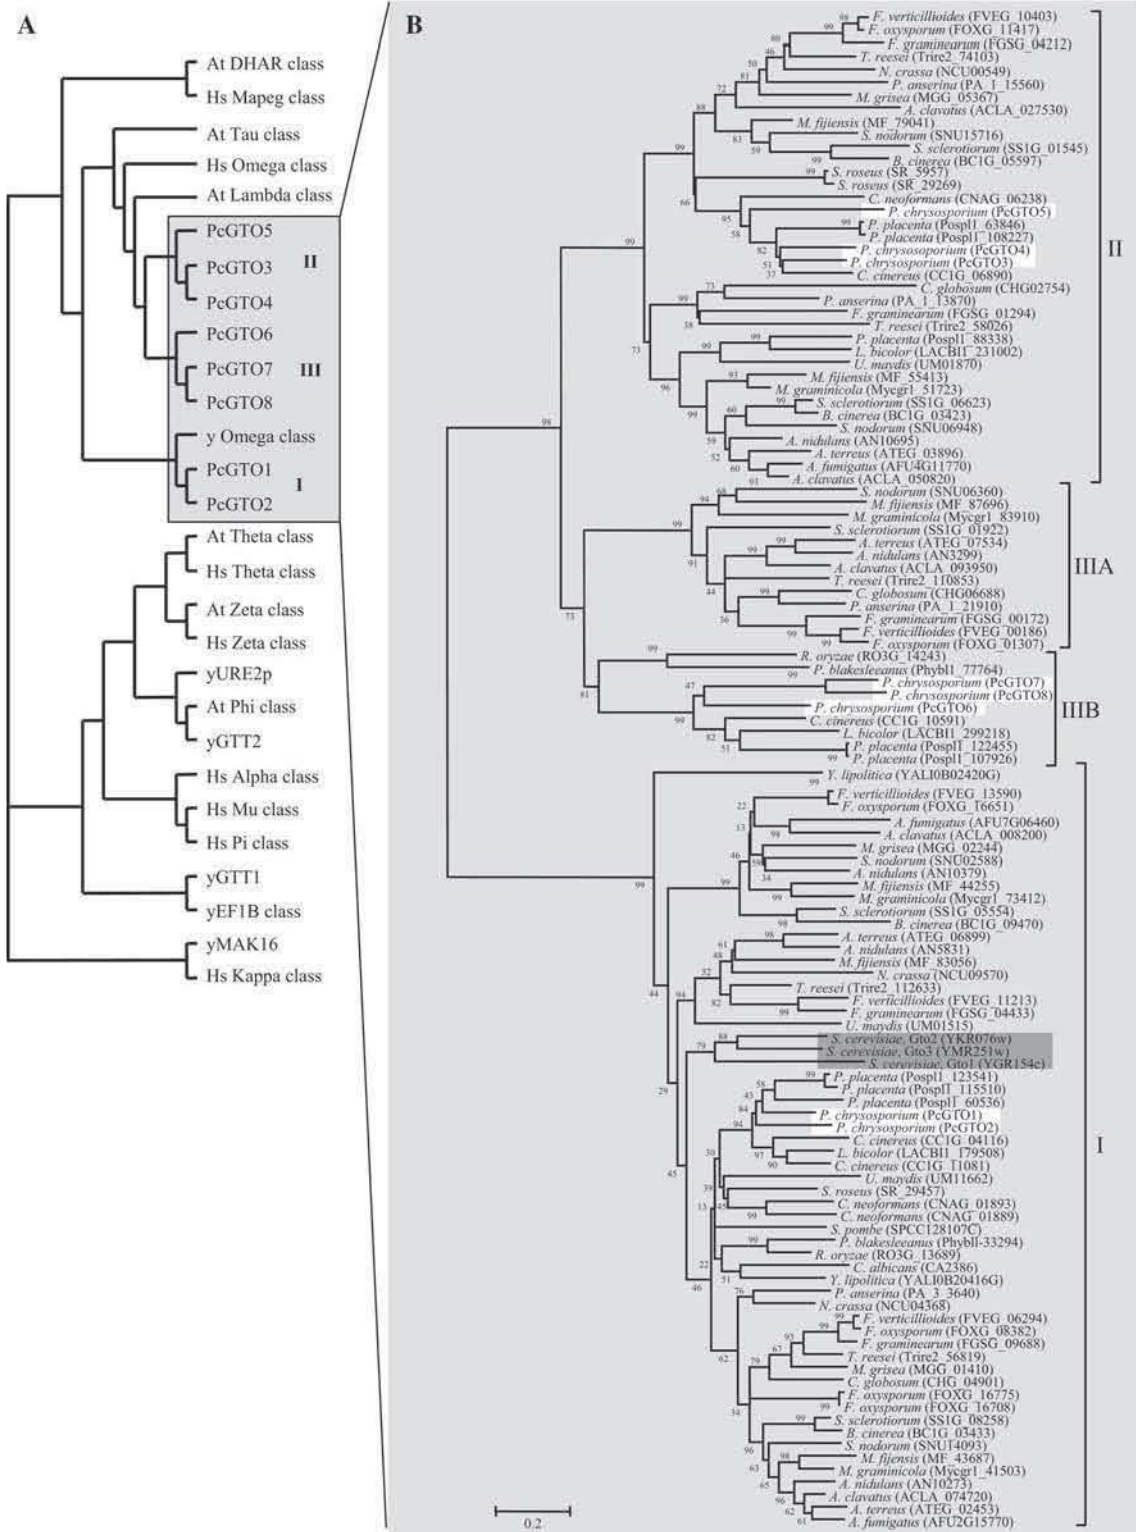 A
At DHAR class
Hs Mapeg class
At Tau class
Hs Omega class
At Lambda class
PcGTO5
II
PcGTO3
PcGTO4
PcGTO6
PcGTO7
III
PcGTO8
y Omega class
PcGTO1
I
PcGTO2
At Theta class
Hs Theta class
At Zeta class
Hs Zeta class
yURE2p
At Phi class
yGTT2
Hs Alpha class
Hs Mu class
Hs Pi class
yGTT1
yEF1B class
yMAK16
Hs Kappa class
B
F. verticillioides (FVEG_10403)
F. oxysporum (FOXG_11417)
F. graminearum (FGSG_04212)
T. reesei (Trire2_74103)
N. crassa (NCU00549)
P. anserina (PA_1_15560)
M. grisea (MGG_05367)
A. clavatus (ACLA_027530)
M. fijiensis (MF_79041)
S. nodorum (SNU15716)
S. sclerotiorum (SS1G_01545)
B. cinerea (BC1G_05597)
S. roseus (SR_5957)
S. roseus (SR_29269)
C. neoformans (CNAG_06238)
P. chrysosporium (PcGTO5)
P. placenta (Pospl1_63846)
P. placenta (Pospl1_108227)
P. chrysosoporium (PcGTO4)
P. chrysosporium (PcGTO3)
C. cinereus (CC1G_06890)
C. globosum (CHG02754)
P. anserina (PA_1_13870)
F. graminearum (FGSG_01294)
T. reesei (Trire2_58026)
P. placenta (Pospl1_88338)
L. bicolor (LACBI1_231002)
U. maydis (UM01870)
M. fijiensis (MF_55413)
M. graminicola (Mycgr1_51723)
S. sclerotiorum (SS1G_06623)
B. cinerea (BC1G_03423)
S. nodorum (SNU06948)
A. nidulans (AN10695)
A. terreus (ATEG_03896)
A. fumigatus (AFU4G11770)
A. clavatus (ACLA_050820)
II
S. nodorum (SNU06360)
M. fijiensis (MF_87696)
M. graminicola (Mycgr1_83910)
S. sclerotiorum (SS1G_01922)
A. terreus (ATEG_07534)
A. nidulans (AN3299)
A. clavatus (ACLA_093950)
T. reesei (Trire2_110853)
C. globosum (CHG06688)
P. anserina (PA_1_21910)
F. graminearum (FGSG_00172)
F. verticillioides (FVEG_00186)
F. oxysporum (FOXG_01307)
IIIA
R. oryzae (RO3G_14243)
P. blakesleeanus (Phybl1_77764)
P. chrysosporium (PcGTO7)
P. chrysosporium (PcGTO8)
P. chrysosporium (PcGTO6)
C. cinereus (CC1G_10591)
L. bicolor (LACBI1_299218)
P. placenta (Pospl1_122455)
P. placenta (Pospl1_107926)
IIIB
Y. lipolitica (YALI0B02420G)
F. verticillioides (FVEG_13590)
F. oxysporum (FOXG_16651)
A. fumigatus (AFU7G06460)
A. clavatus (ACLA_008200)
M. grisea (MGG_02244)
S. nodorum (SNU02588)
A. nidulans (AN10379)
M. fijiensis (MF_44255)
M. graminicola (Mycgr1_73412)
S. sclerotiorum (SS1G_05554)
B. cinerea (BC1G_09470)
A. terreus (ATEG_06899)
A. nidulans (AN5831)
M. fijiensis (MF_83056)
N. crassa (NCU09570)
T. reesei (Trire2_112633)
F. verticillioides (FVEG_11213)
F. graminearum (FGSG_04433)
U. maydis (UM01515)
S. cerevisiae, Gto2 (YKR076w)
S. cerevisiae, Gto3 (YMR251w)
S. cerevisiae, Gto1 (YGR154c)
P. placenta (Pospl1_123541)
P. placenta (Pospl1_115510)
P. placenta (Pospl1_60536)
P. chrysosporium (PcGTO1)
P. chrysosporium (PcGTO2)
C. cinereus (CC1G_04116)
L. bicolor (LACBI1_179508)
C. cinereus (CC1G_11081)
U. maydis (UM11662)
S. roseus (SR_29457)
C. neoformans (CNAG_01893)
C. neoformans (CNAG_01889)
S. pombe (SPCC128107C)
P. blakesleeanus (Phybll-33294)
R. oryzae (RO3G_13689)
C. albicans (CA2386)
Y. lipolitica (YALI0B20416G)
P. anserina (PA_3_3640)
N. crassa (NCU04368)
F. verticillioides (FVEG_06294)
F. oxysporum (FOXG_08382)
F. graminearum (FGSG_09688)
T. reesei (Trire2_56819)
M. grisea (MGG_01410)
C. globosum (CHG_04901)
F. oxysporum (FOXG_16775)
F. oxysporum (FOXG_16708)
S. sclerotiorum (SS1G_08258)
B. cinerea (BC1G_03433)
S. nodorum (SNU14093)
M. fijensis (MF_43687)
M. graminicola (Mycgr1_41503)
A. nidulans (AN10273)
A. clavatus (ACLA_074720)
A. terreus (ATEG_02453)
A. fumigatus (AFU2G15770)
I
0.2